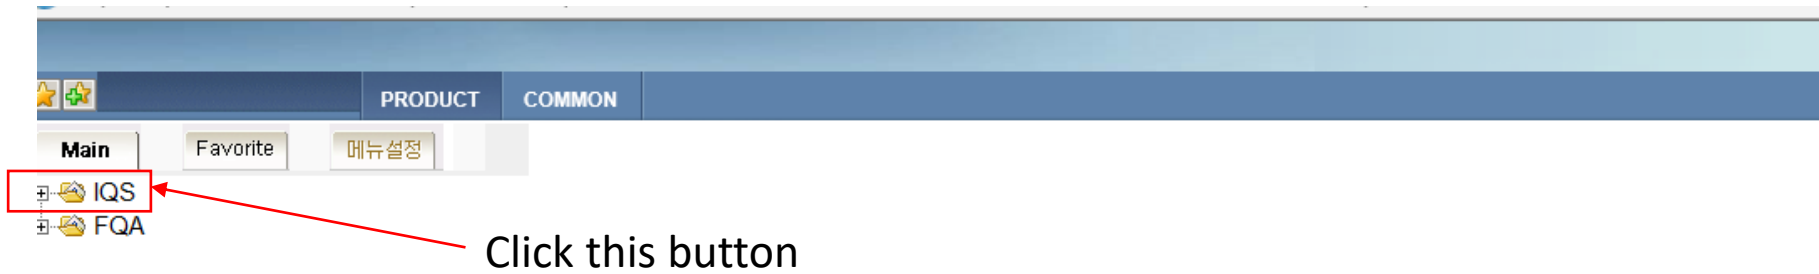 PRODUCT COMMON
Main Favorite 메뉴설정
IQS
FQA
Click this button